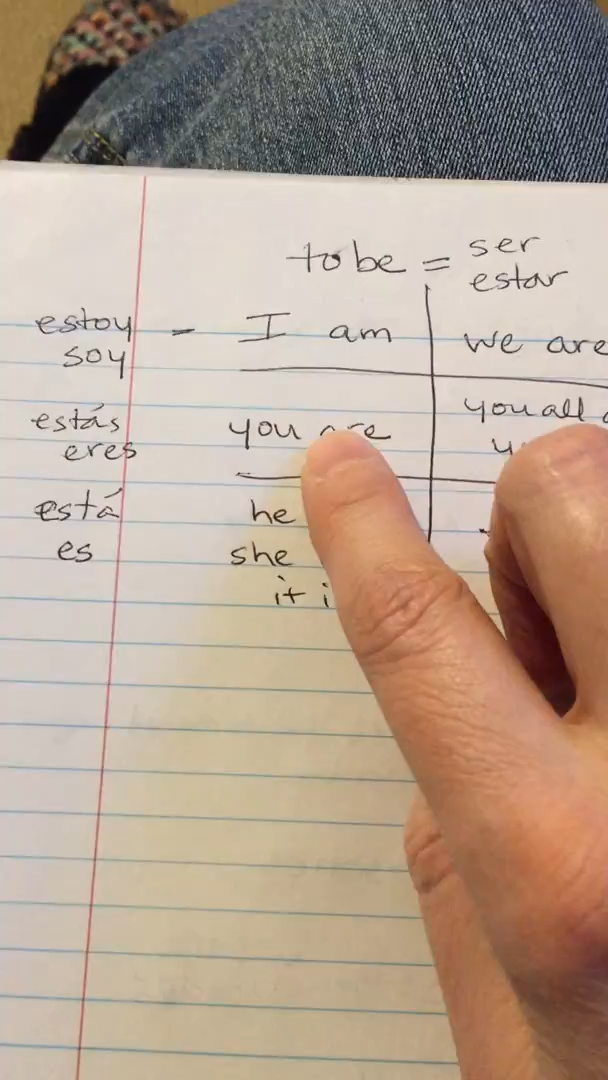 to be = ser
estar
estoy - I am we are
soy
estás you are you all
eres
está he
es she
it